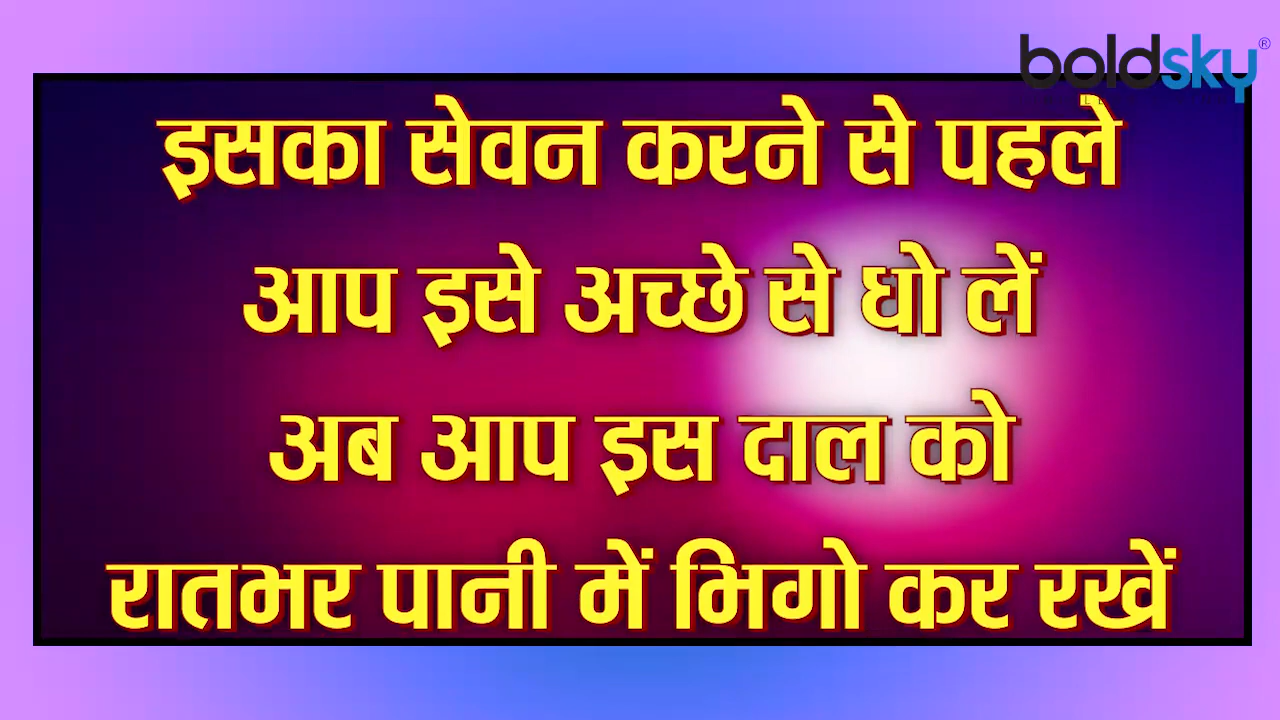 boldsky®
इसका सेवन करने से पहले
आप इसे अच्छे से धो लें
अब आप इस दाल को
रातभर पानी में भिगो कर रखें